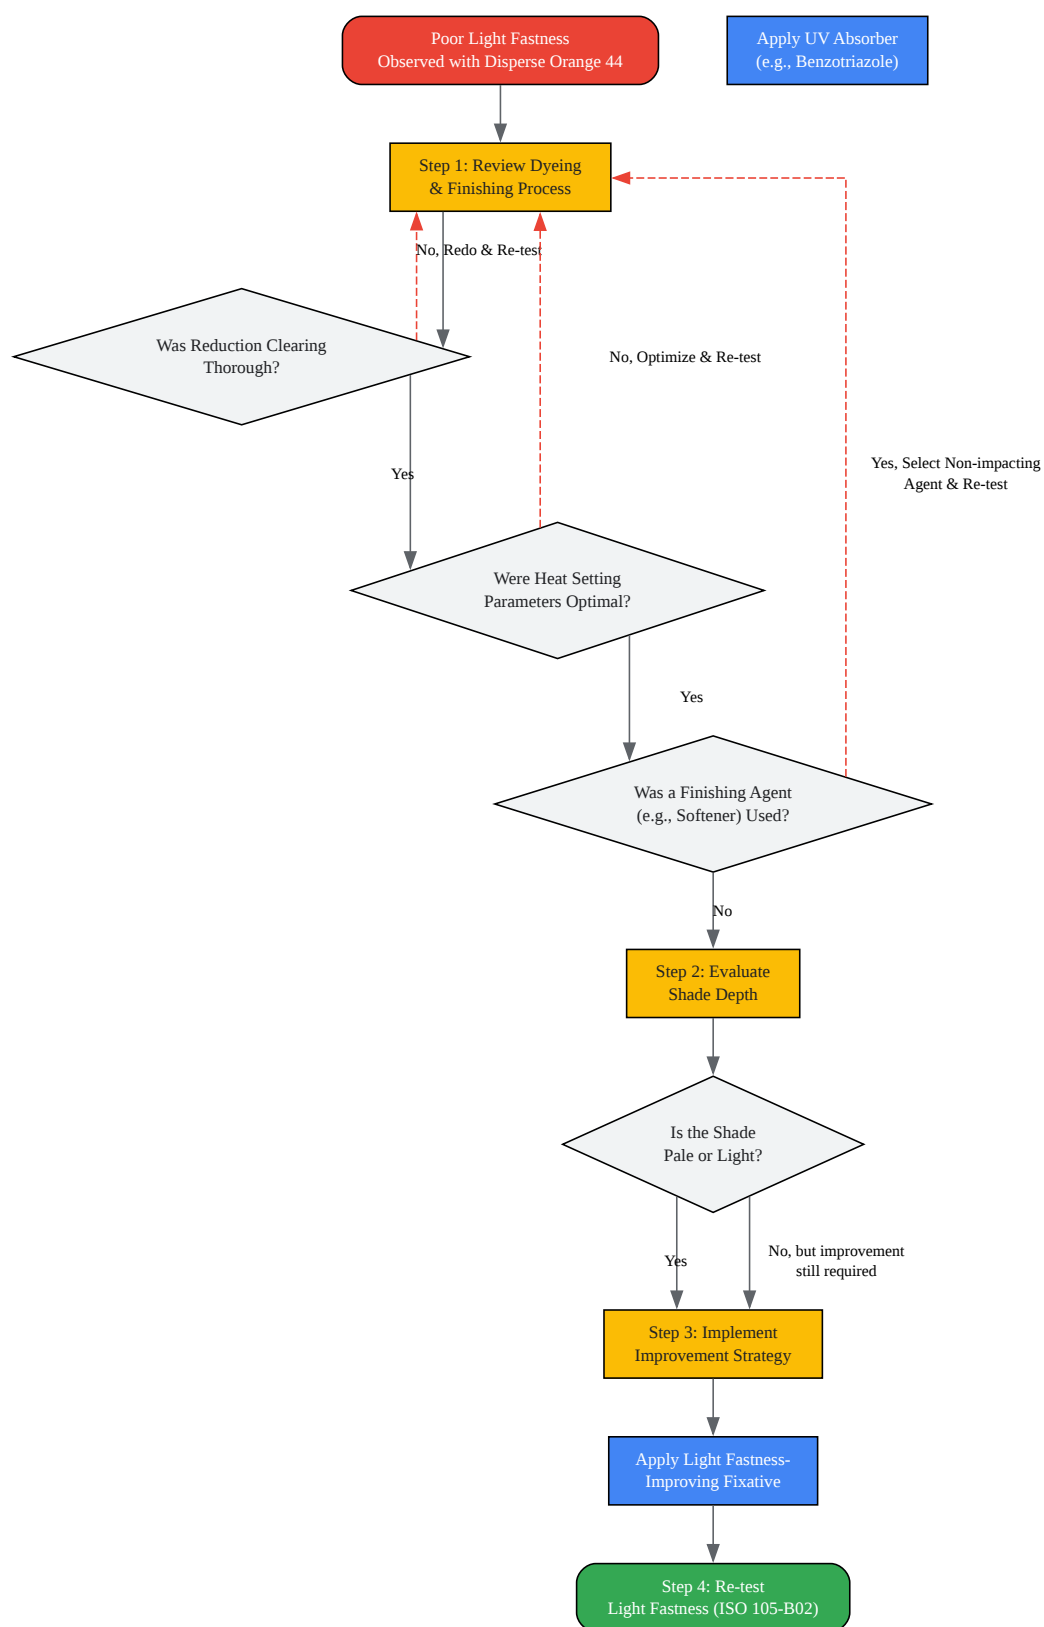 Poor Light Fastness
Observed with Disperse Orange 44
Apply UV Absorber
(e.g., Benzotriazole)
Step 1: Review Dyeing
& Finishing Process
No, Redo & Re-test
Was Reduction Clearing
Thorough?
No, Optimize & Re-test
Yes, Select Non-impacting
Agent & Re-test
Yes
Were Heat Setting
Parameters Optimal?
Yes
Was a Finishing Agent
(e.g., Softener) Used?
No
Step 2: Evaluate
Shade Depth
Is the Shade
Pale or Light?
Yes
No, but improvement
still required
Step 3: Implement
Improvement Strategy
Apply Light Fastness-
Improving Fixative
Step 4: Re-test
Light Fastness (ISO 105-B02)